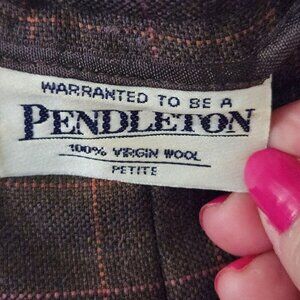 WARRANTED TO BE A
PENDLETON
100% VIRGIN WOOL
PETITE